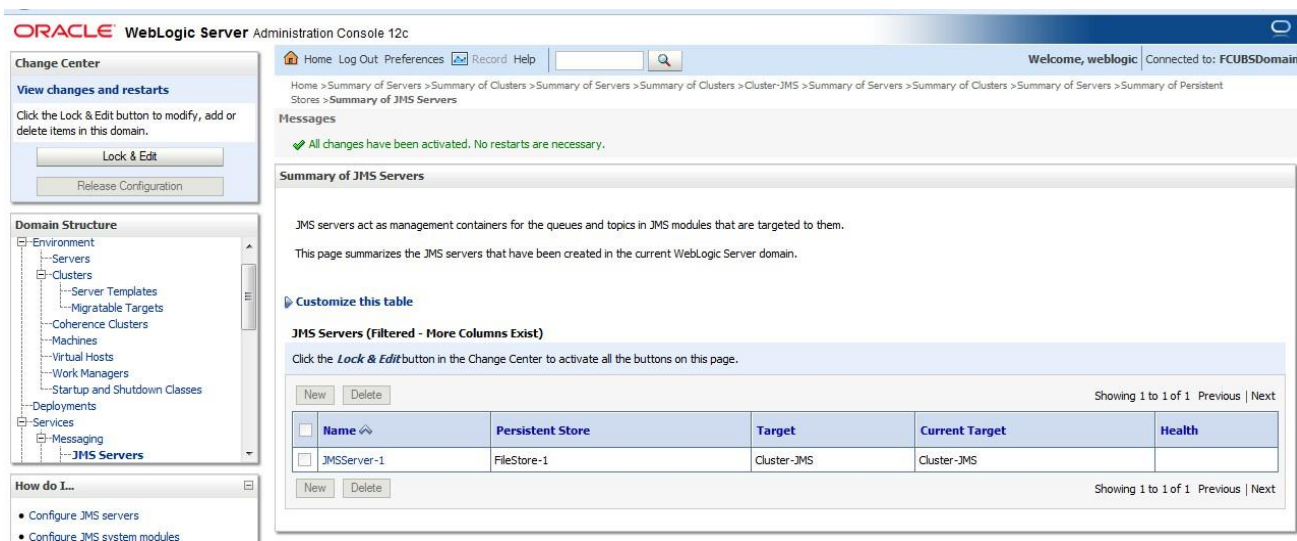 ORACLE WebLogic Server Administration Console 12c
Change Center
View changes and restarts
Click the Lock & Edit button to modify, add or
delete items in this domain.
Lock & Edit
Release Configuration
Domain Structure
Environment
Servers
Clusters
Server Templates
Migratable Targets
Coherence Clusters
Machines
Virtual Hosts
Work Managers
Startup and Shutdown Classes
Deployments
Services
Messaging
JMS Servers
How do I...
Configure JMS servers
Configure JMS system modules
Home Log Out Preferences Record Help
Welcome, weblogic Connected to: FCUBSDomain
Home >Summary of Servers >Summary of Clusters >Summary of Servers >Summary of Clusters >Cluster-JMS >Summary of Servers >Summary of Clusters >Summary of Servers >Summary of Persistent
Stores >Summary of JMS Servers
Messages
All changes have been activated. No restarts are necessary.
Summary of JMS Servers
JMS servers act as management containers for the queues and topics in JMS modules that are targeted to them.
This page summarizes the JMS servers that have been created in the current WebLogic Server domain.
Customize this table
JMS Servers (Filtered - More Columns Exist)
Click the Lock & Edit button in the Change Center to activate all the buttons on this page.
New Delete Showing 1 to 1 of 1 Previous | Next
Name Persistent Store Target Current Target Health
JMSServer-1 FileStore-1 Cluster-JMS Cluster-JMS
New Delete Showing 1 to 1 of 1 Previous | Next